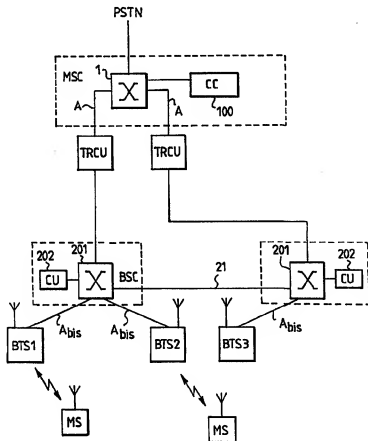 PSTN
MSC
1
CC
A
A
100
TRCU
TRCU
201
202
CU
BSC
21
201
202
CU
Abis
Abis
Abis
BTS1
BTS2
BTS3
MS
MS